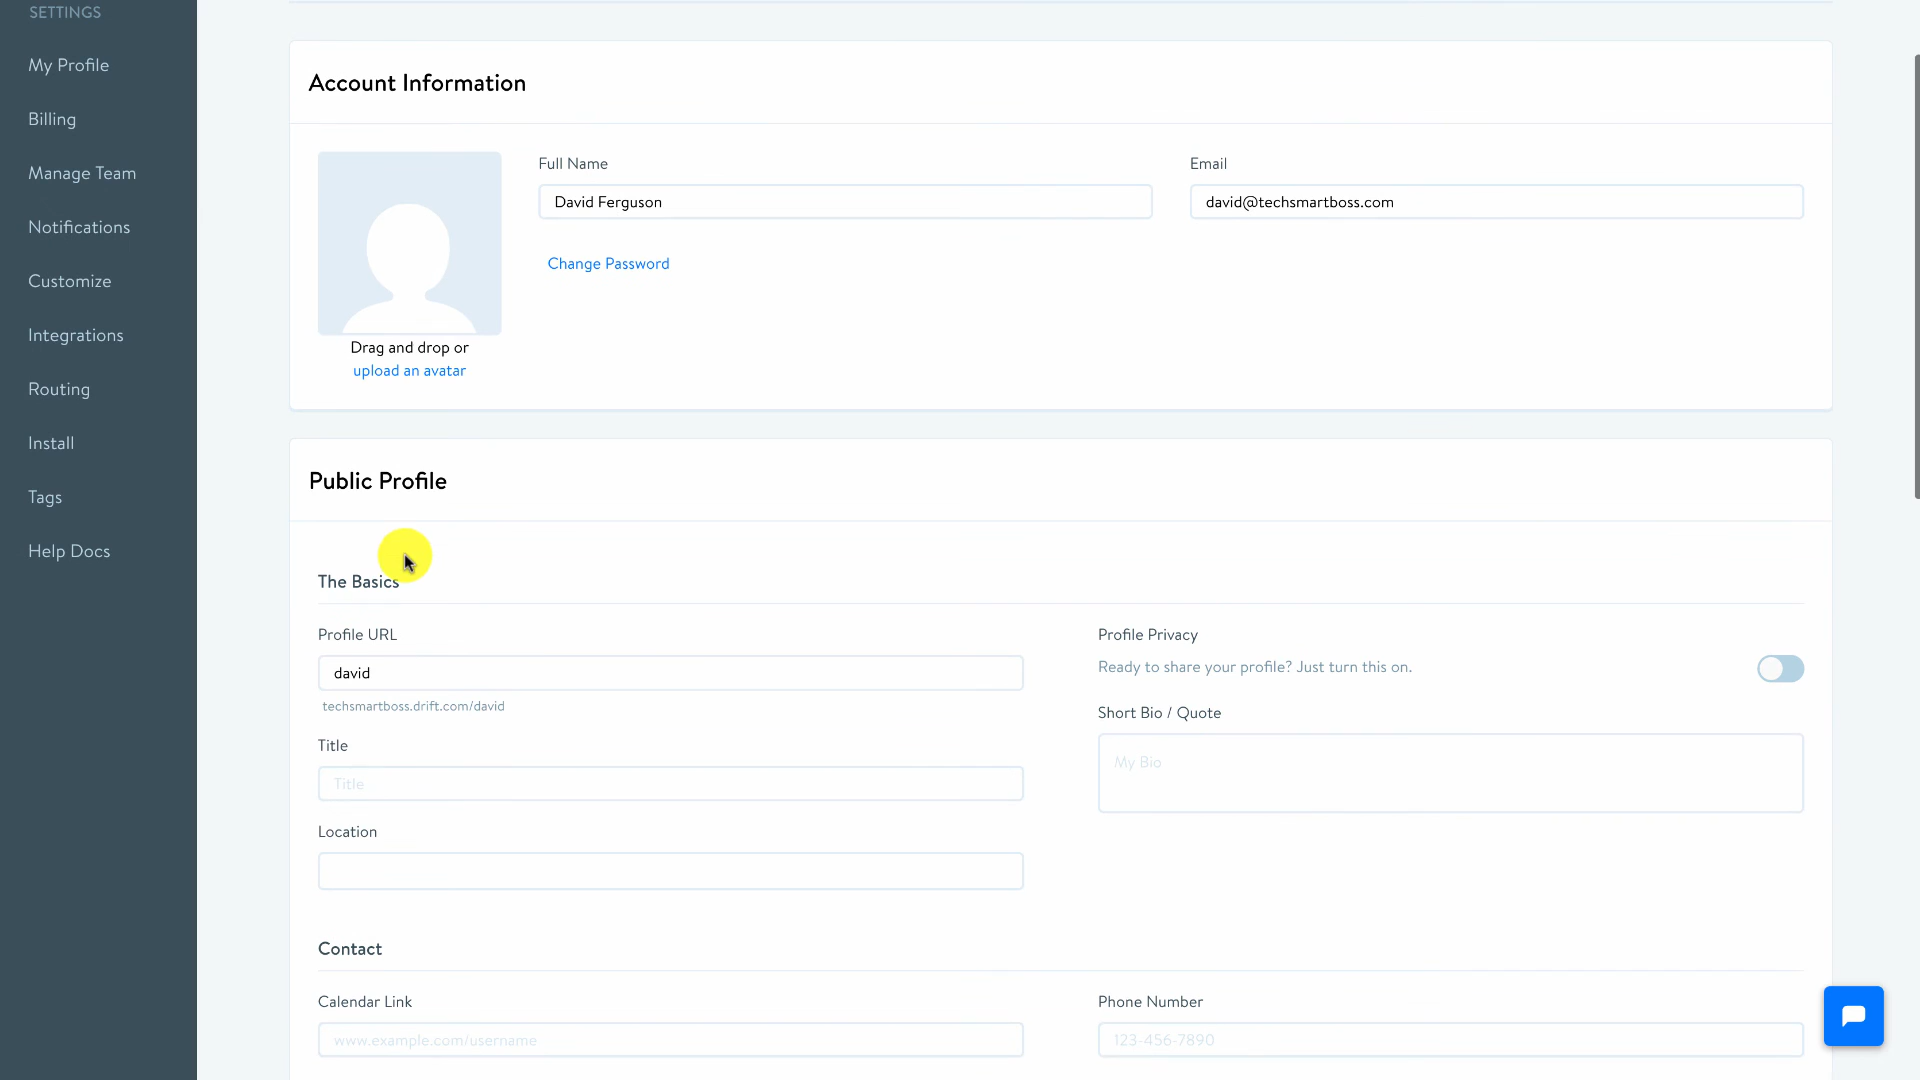 SETTINGS
My Profile
Billing
Manage Team
Notifications
Customize
Integrations
Routing
Install
Tags
Help Docs
Account Information
Full Name
David Ferguson
Email
david@techsmartboss.com
Change Password
Drag and drop or
upload an avatar
Public Profile
The Basics
Profile URL
david
techsmartboss.drift.com/david
Title
Title
Location
Profile Privacy
Ready to share your profile? Just turn this on.
Short Bio / Quote
My Bio
Contact
Calendar Link
www.example.com/username
Phone Number
123-456-7890